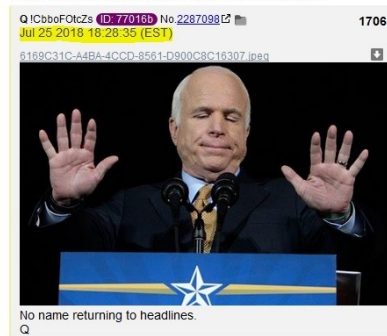 Q !CbboFOtcZs ID: 77016b No.2287098 1706
Jul 25 2018 18:28:35 (EST)
6169C31C-A4BA-4CCD-8561-D900C8C16307.jpeg
No name returning to headlines.
Q